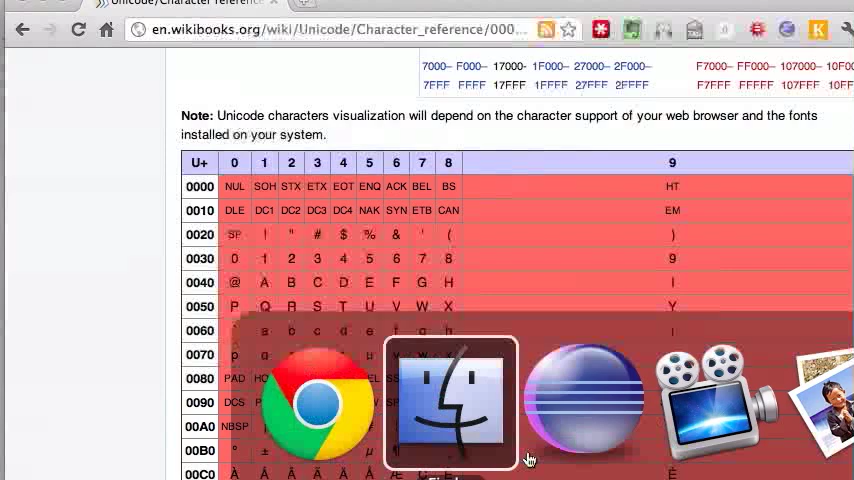 Unicode/Character reference
en.wikibooks.org/wiki/Unicode/Character_reference/000...
7000– F000– 17000– 1F000– 27000– 2F000– F7000– FF000– 107000– 10F00
7FFF FFFF 17FFF 1FFFF 27FFF 2FFFF F7FFF FFFFF 107FFF 10FF
Note: Unicode characters visualization will depend on the character support of your web browser and the fonts
installed on your system.
U+ 0 1 2 3 4 5 6 7 8 9
0000 NUL SOH STX ETX EOT ENQ ACK BEL BS HT
0010 DLE DC1 DC2 DC3 DC4 NAK SYN ETB CAN EM
0020 SP ! " # $ % & ' ( )
0030 0 1 2 3 4 5 6 7 8 9
0040 @ A B C D E F G H I
0050 P Q R S T U V W X Y
0060 ` a b c d e f g h i
0070 p
0080 PAD
0090 DCS
00A0 NBSP
00B0 ° ± µ ¶
00C0 À Á Â Ã Ä Å Æ Ç È É